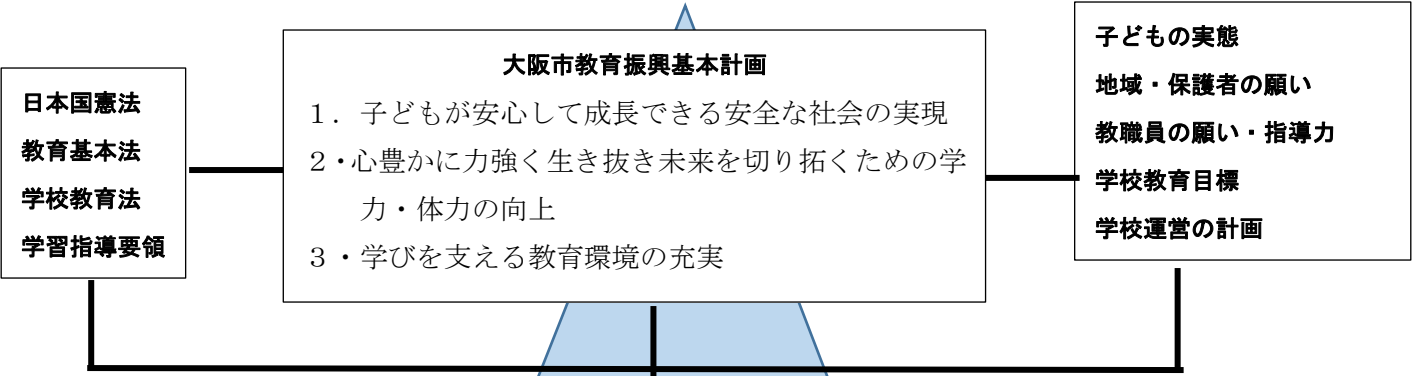 日本国憲法
教育基本法
学校教育法
学習指導要領
大阪市教育振興基本計画
１．子どもが安心して成長できる安全な社会の実現
２・心豊かに力強く生き抜き未来を切り拓くための学
力・体力の向上
３・学びを支える教育環境の充実
子どもの実態
地域・保護者の願い
教職員の願い・指導力
学校教育目標
学校運営の計画